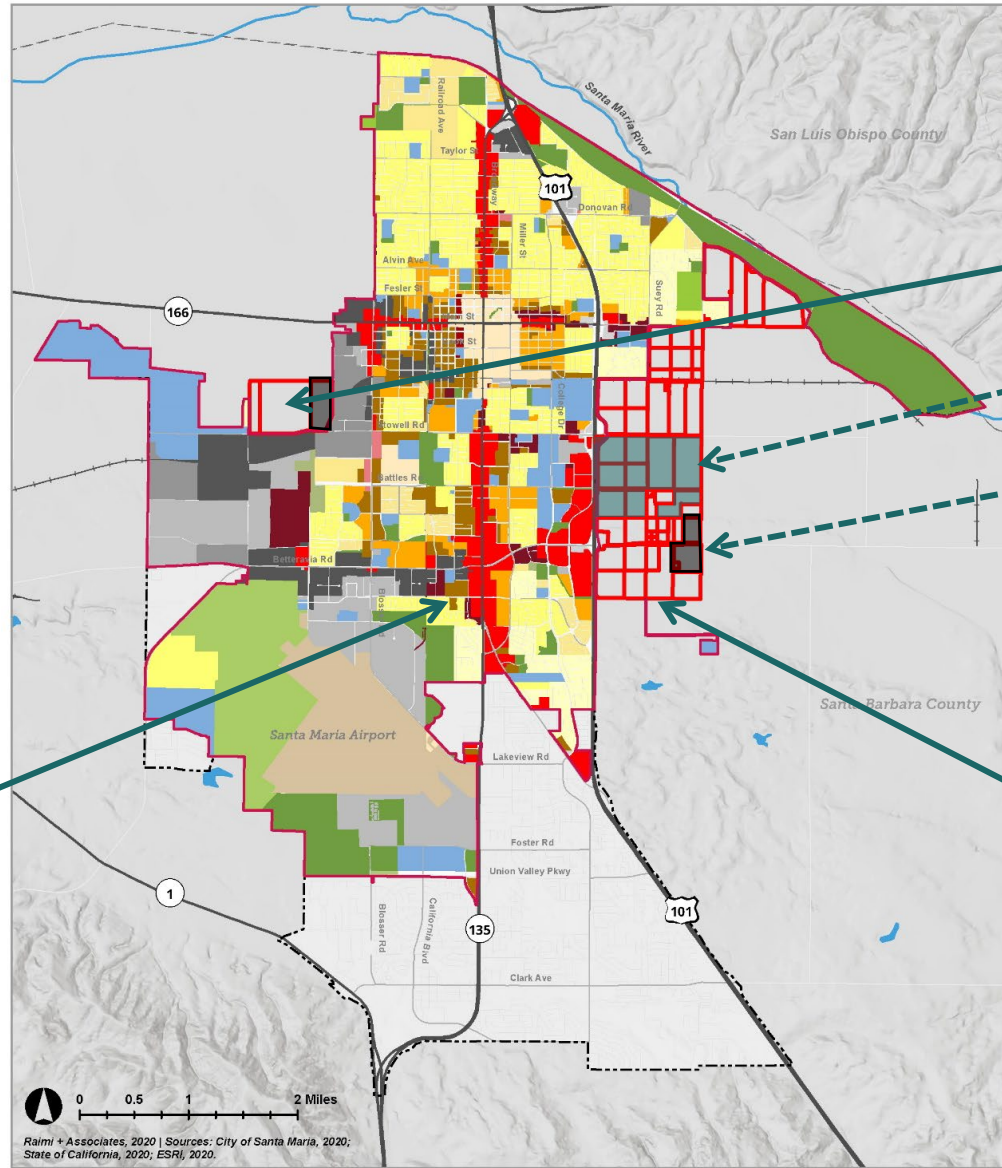 Santa Maria River
San Luis Obispo County
Railroad Ave
Taylor S
Broadway
101
Donovan Rd
Miller St
Alvin Ave
Fesler St
Suey Rd
166
St
St
College Dr
Stowell Rd
Battles R
Betteravia Rd
Santa Barbara County
Santa Maria Airport
Lakeview Rd
Foster Rd
Union Valley Pkwy
1
Blosser Rd
California Blvd
135
101
Clark Ave
0 0.5 1 2 Miles
Raimi + Associates, 2020 | Sources: City of Santa Maria, 2020;
State of California, 2020; ESRI, 2020.